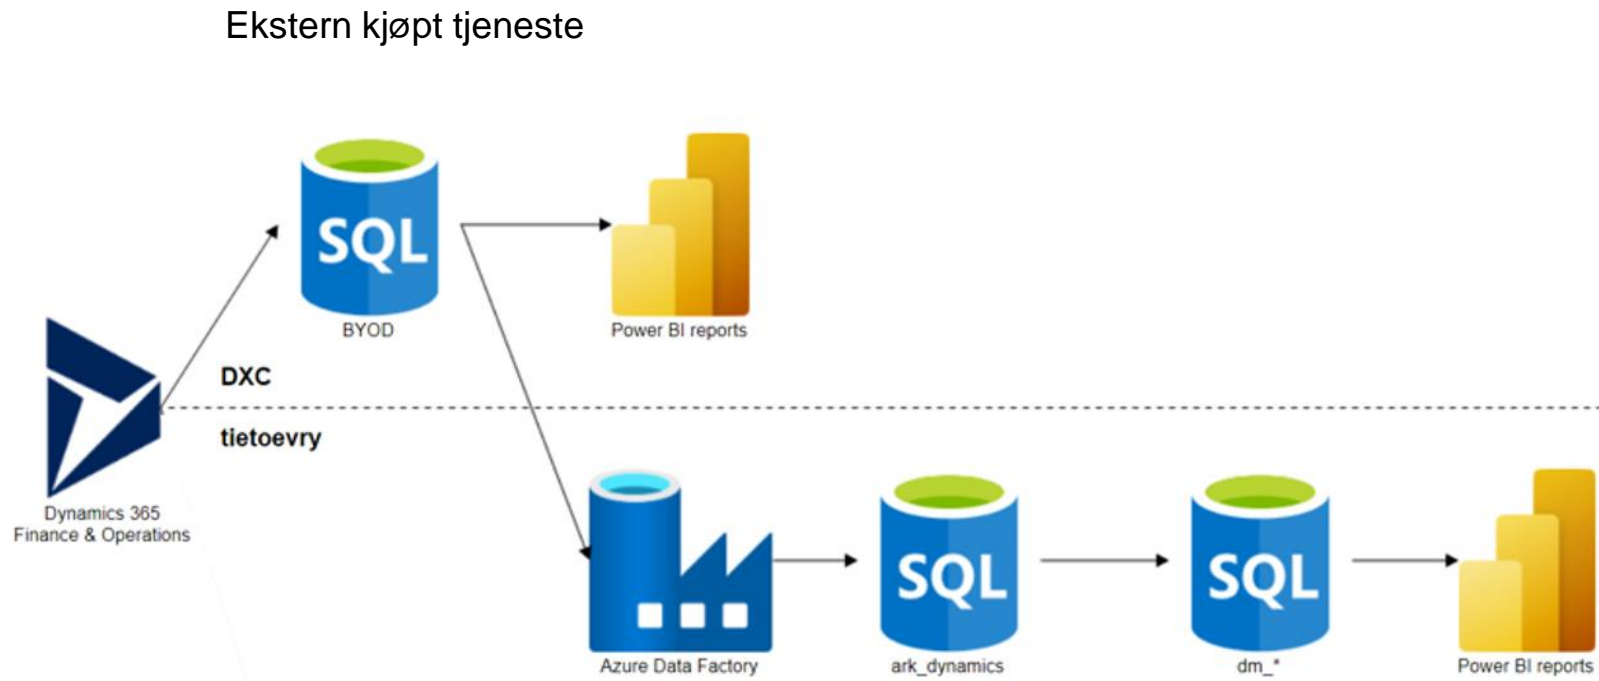 Ekstern kjøpt tjeneste
SQL
BYOD
Power BI reports
DXC
tietoevry
Dynamics 365
Finance & Operations
Azure Data Factory
SQL
ark_dynamics
SQL
dm_*
Power BI reports